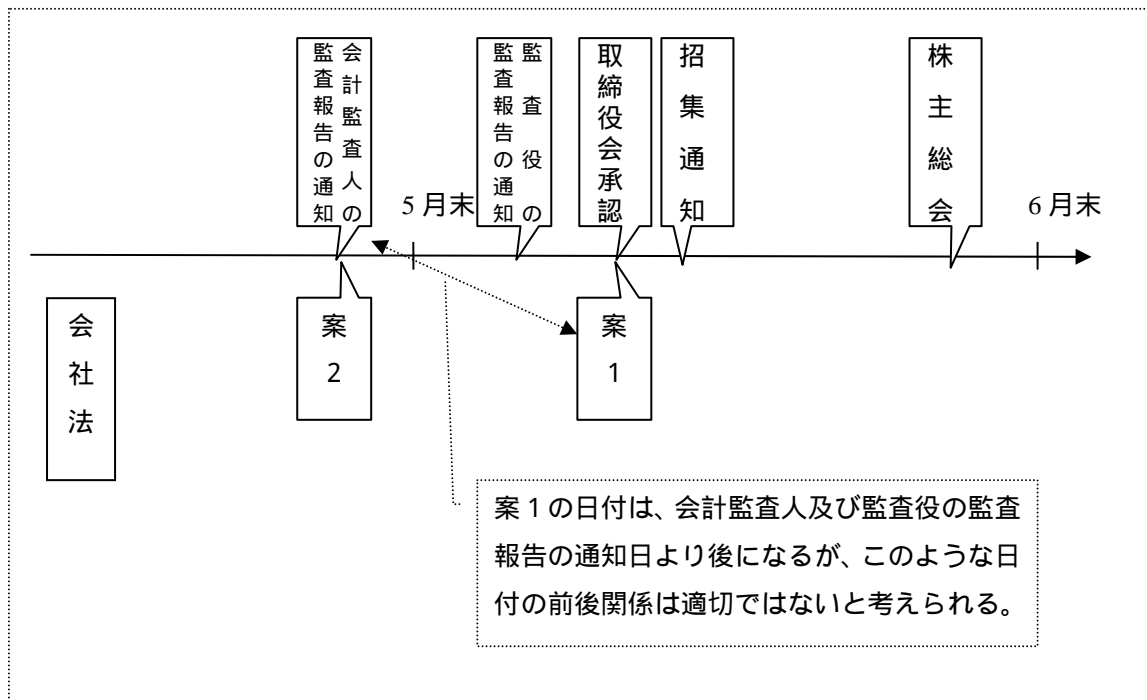 会計監査人の
監査報告の通知
5月末
監査役の
監査報告の通知
取締役会承認
招集通知
株主総会
6月末
会社法
案2
案1
案1の日付は、会計監査人及び監査役の監査
報告の通知日より後になるが、このような日
付の前後関係は適切ではないと考えられる。